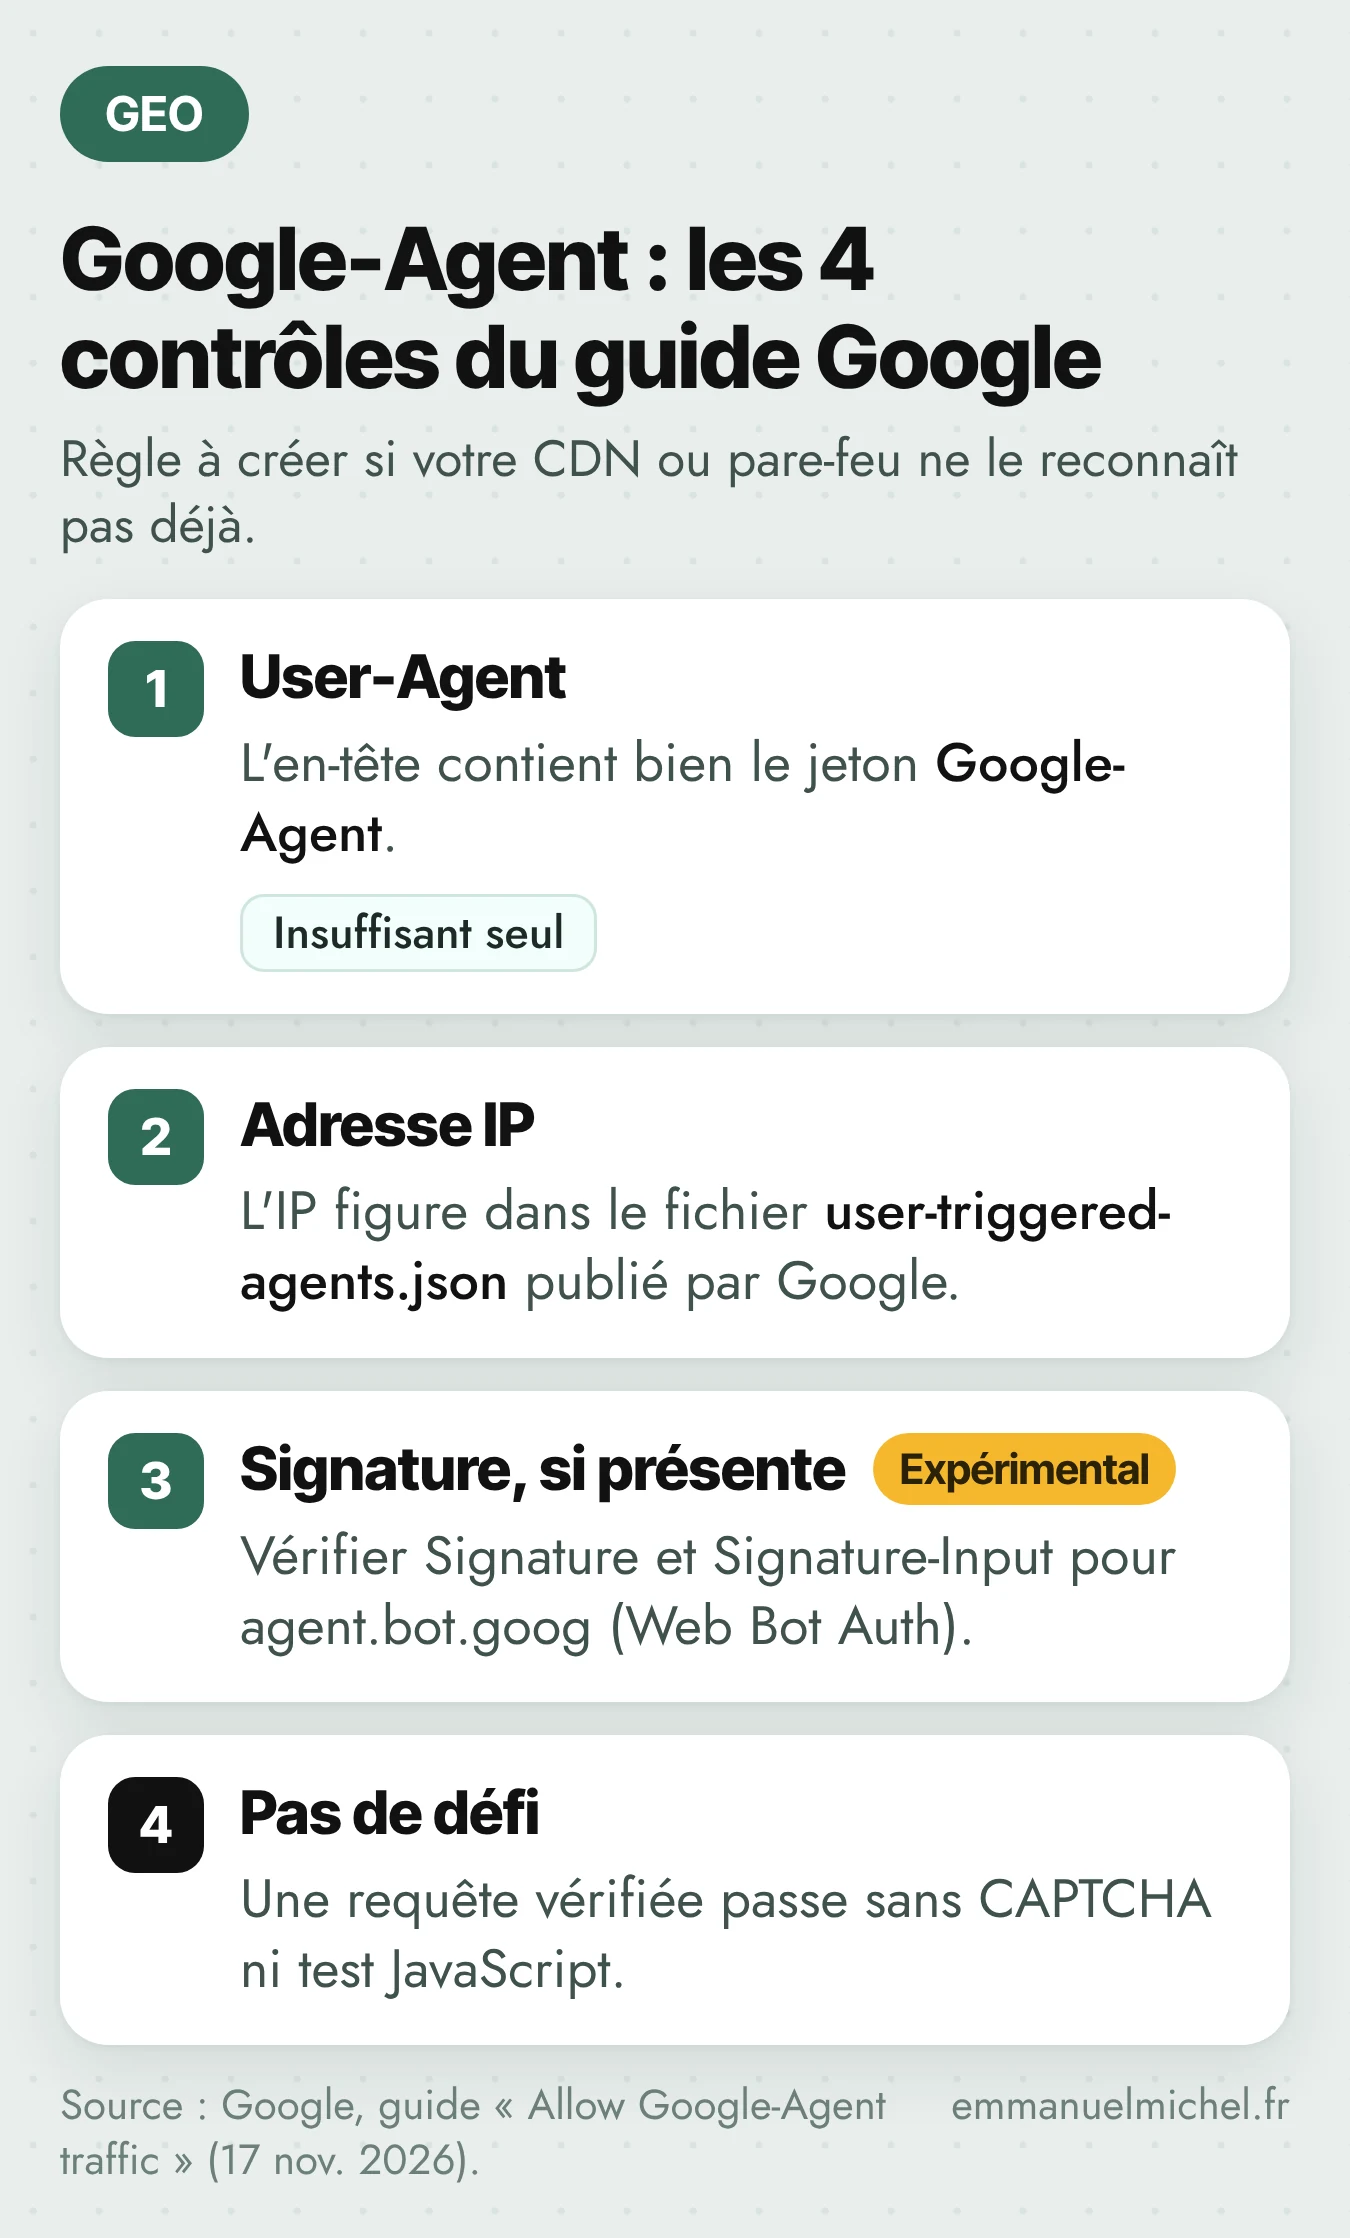 GEO
Google-Agent : les 4
contrôles du guide Google
Règle à créer si votre CDN ou pare-feu ne le reconnaît
pas déjà.
1
User-Agent
L'en-tête contient bien le jeton Google-
Agent.
Insuffisant seul
2
Adresse IP
L'IP figure dans le fichier user-triggered-
agents.json publié par Google.
3
Signature, si présente Expérimental
Vérifier Signature et Signature-Input pour
agent.bot.goog (Web Bot Auth).
4
Pas de défi
Une requête vérifiée passe sans CAPTCHA
ni test JavaScript.
Source : Google, guide « Allow Google-Agent
traffic » (17 nov. 2026).
emmanuelmichel.fr